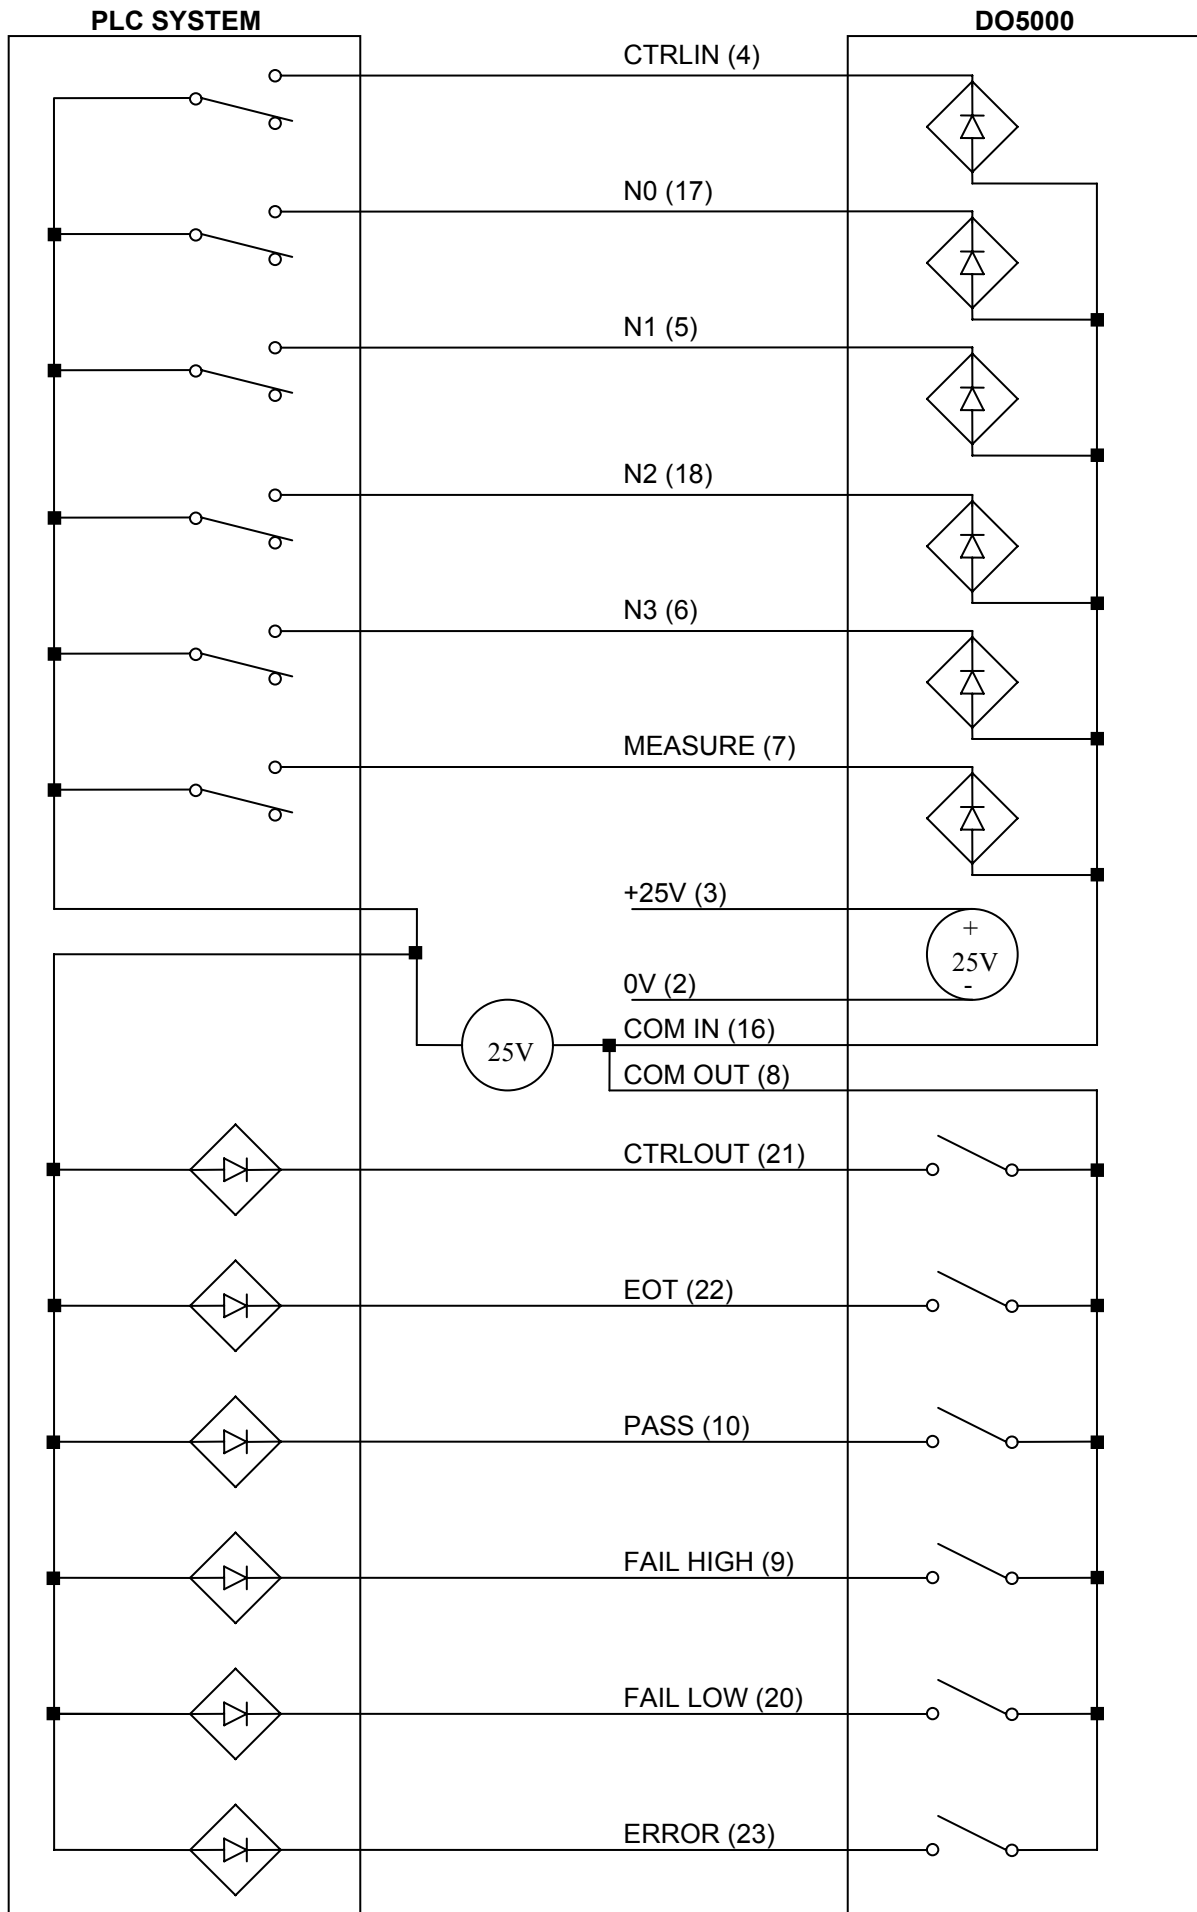 PLC SYSTEM
DO5000
CTRLIN (4)
N0 (17)
N1 (5)
N2 (18)
N3 (6)
MEASURE (7)
+25V (3)
+
25V
-
0V (2)
COM IN (16)
25V
COM OUT (8)
CTRLOUT (21)
EOT (22)
PASS (10)
FAIL HIGH (9)
FAIL LOW (20)
ERROR (23)